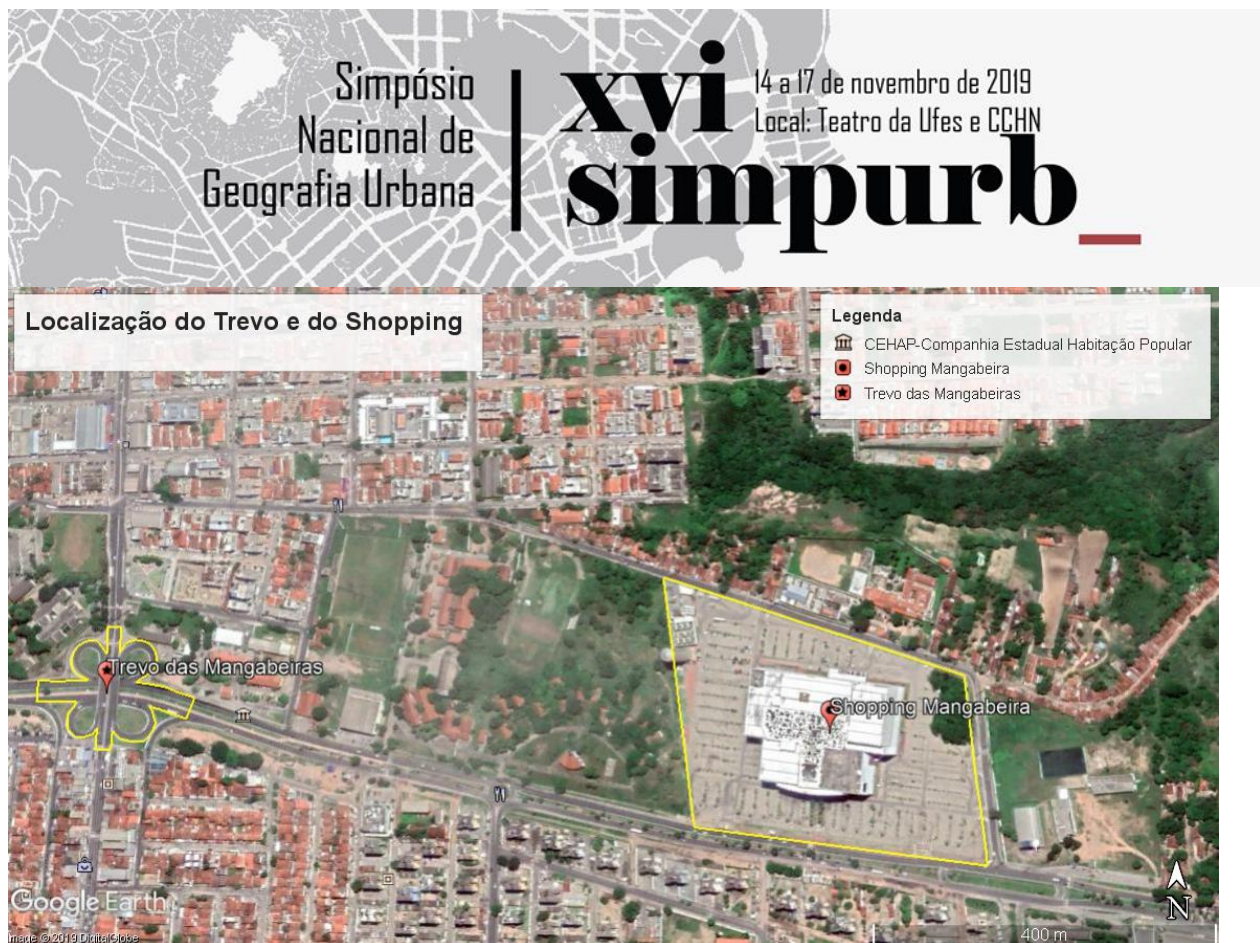 Simpósio
Nacional de
Geografia Urbana
xvi
simpurb_
14 a 17 de novembro de 2019
Local: Teatro da Ufes e CCHN
Localização do Trevo e do Shopping
Legenda
CEHAP-Companhia Estadual Habitação Popular
Shopping Mangabeira
Trevo das Mangabeiras
Trevo das Mangabeiras
Shopping Mangabeira
Google Earth
Image © 2019 DigitalGlobe
N
400 m